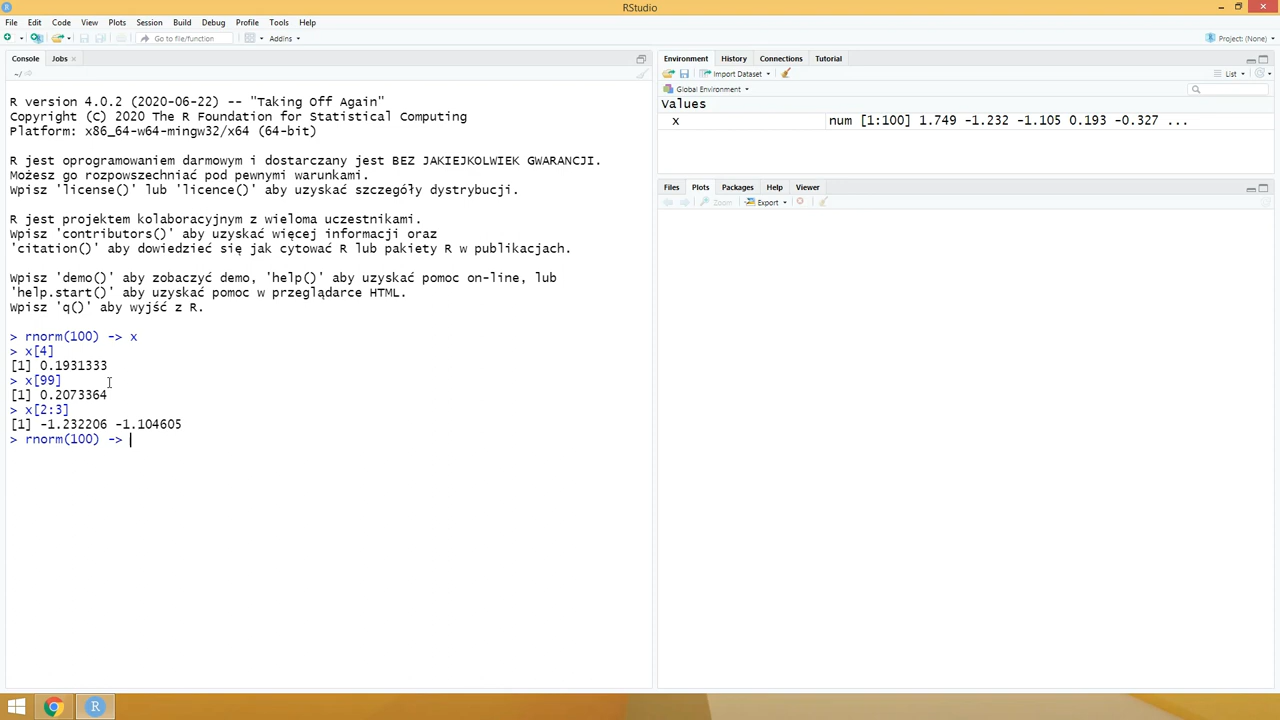 RStudio
File Edit Code View Plots Session Build Debug Profile Tools Help
Go to file/function Addins Project: (None)
Console Jobs
~/
R version 4.0.2 (2020-06-22) -- "Taking Off Again"
Copyright (C) 2020 The R Foundation for Statistical Computing
Platform: x86_64-w64-mingw32/x64 (64-bit)
R jest oprogramowaniem darmowym i dostarczany jest BEZ JAKIEJKOLWIEK GWARANCJI.
Możesz go rozpowszechniać pod pewnymi warunkami.
Wpisz 'license()' lub 'licence()' aby uzyskać szczegóły dystrybucji.
R jest projektem kolaboracyjnym z wieloma uczestnikami.
Wpisz 'contributors()' aby uzyskać więcej informacji oraz
'citation()' aby dowiedzieć się jak cytować R lub pakiety R w publikacjach.
Wpisz 'demo()' aby zobaczyć demo, 'help()' aby uzyskać pomoc on-line, lub
'help.start()' aby uzyskać pomoc w przeglądarce HTML.
Wpisz 'q()' aby wyjść z R.
> rnorm(100) -> x
> x[4]
[1] 0.1931333
> x[99]
[1] 0.2073364
> x[2:3]
[1] -1.232206 -1.104605
> rnorm(100) ->
Environment History Connections Tutorial
Import Dataset List
Global Environment
Values
x num [1:100] 1.749 -1.232 -1.105 0.193 -0.327 ...
Files Plots Packages Help Viewer
Zoom Export